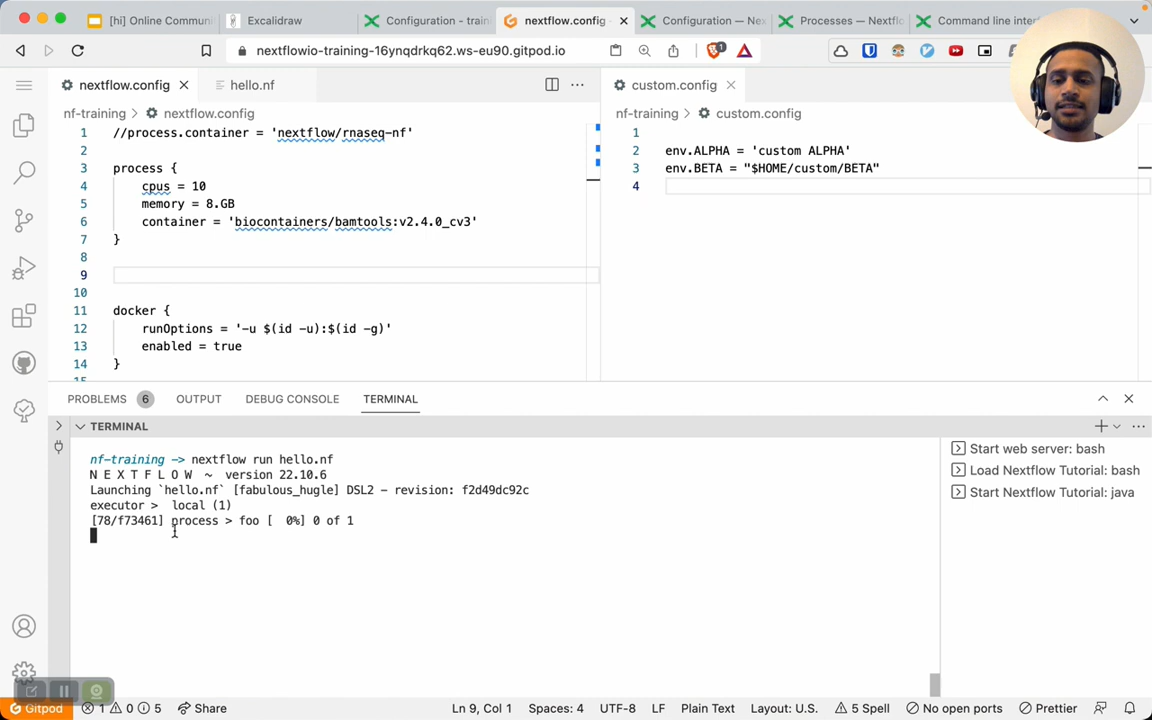 [hi] Online Communi
Excalidraw
Configuration - traini
nextflow.config
Configuration — Nex
Processes — Nextflo
Command line inter
nextflowio-training-16ynqdrkq62.ws-eu90.gitpod.io
1
nextflow.config
hello.nf
custom.config
nf-training > nextflow.config
nf-training > custom.config
1 //process.container = 'nextflow/rnaseq-nf'
2
3 process {
4 cpus = 10
5 memory = 8.GB
6 container = 'biocontainers/bamtools:v2.4.0_cv3'
7 }
8
9
10
11 docker {
12 runOptions = '-u $(id -u):$(id -g)'
13 enabled = true
14 }
15
1
2 env.ALPHA = 'custom ALPHA'
3 env.BETA = "$HOME/custom/BETA"
4
PROBLEMS 6 OUTPUT DEBUG CONSOLE TERMINAL
TERMINAL
nf-training -> nextflow run hello.nf
N E X T F L O W ~ version 22.10.6
Launching `hello.nf` [fabulous_hugle] DSL2 - revision: f2d49dc92c
executor > local (1)
[78/f73461] process > foo [ 0%] 0 of 1
Start web server: bash
Load Nextflow Tutorial: bash
Start Nextflow Tutorial: java
Gitpod 1 0 5 Share Ln 9, Col 1 Spaces: 4 UTF-8 LF Plain Text Layout: U.S. 5 Spell No open ports Prettier